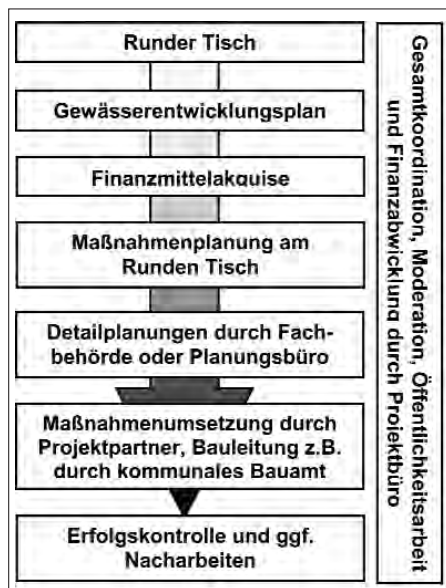 Runder Tisch
Gewässerentwicklungsplan
Finanzmittelakquise
Maßnahmenplanung am
Runden Tisch
Detailplanungen durch Fach-
behörde oder Planungsbüro
Maßnahmenumsetzung durch
Projektpartner, Bauleitung z.B.
durch kommunales Bauamt
Erfolgskontrolle und ggf.
Nacharbeiten
Gesamtkoordination, Moderation, Öffentlichkeitsarbeit
und Finanzabwicklung durch Projektbüro